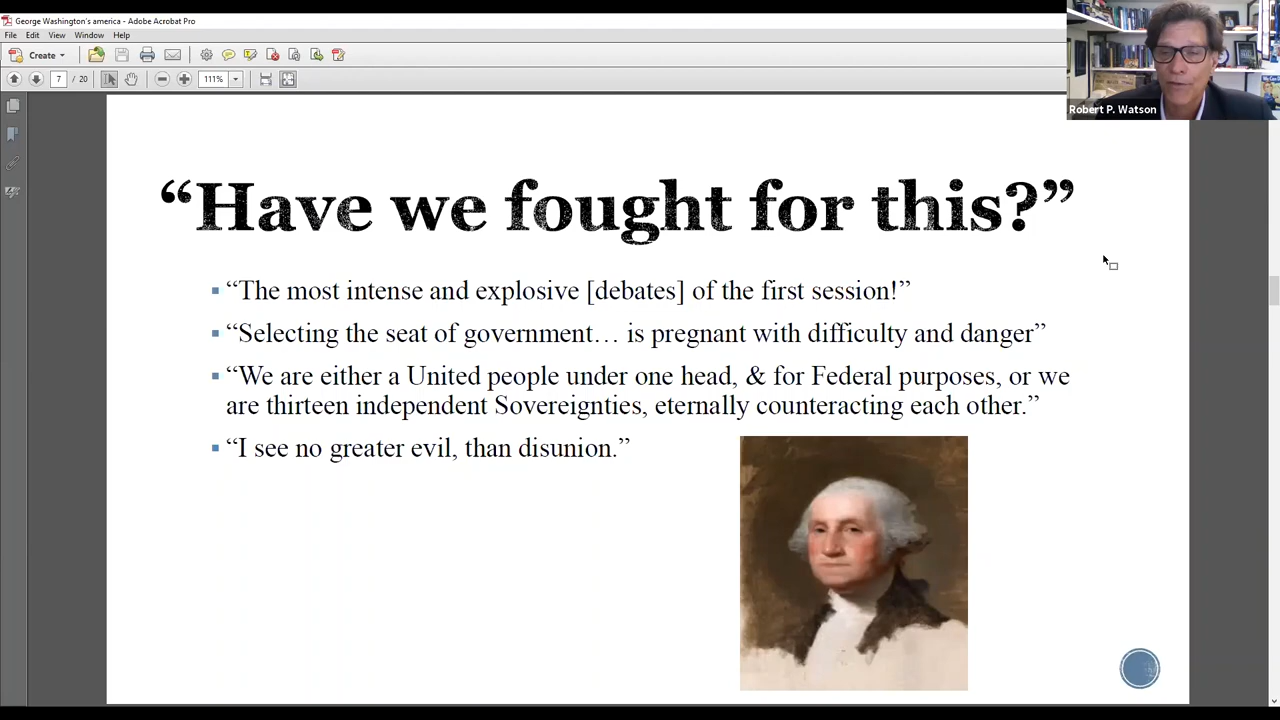 George Washington's america - Adobe Acrobat Pro
File Edit View Window Help
Create
7 / 20
111%
Robert P. Watson
“Have we fought for this?”
“The most intense and explosive [debates] of the first session!”
“Selecting the seat of government… is pregnant with difficulty and danger”
“We are either a United people under one head, & for Federal purposes, or we
are thirteen independent Sovereignties, eternally counteracting each other.”
“I see no greater evil, than disunion.”